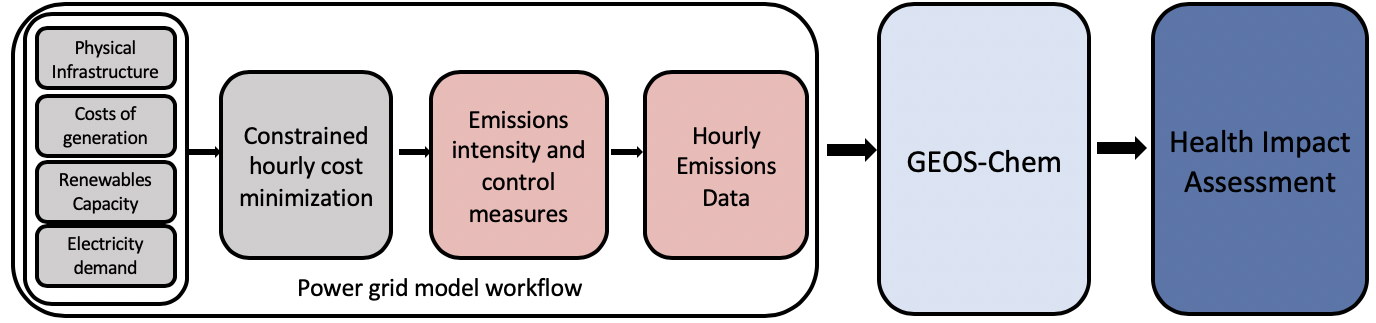 Physical
Infrastructure
Costs of
generation
Renewables
Capacity
Electricity
demand
Constrained
hourly cost
minimization
Emissions
intensity and
control
measures
Hourly
Emissions
Data
Power grid model workflow
GEOS-Chem
Health Impact
Assessment